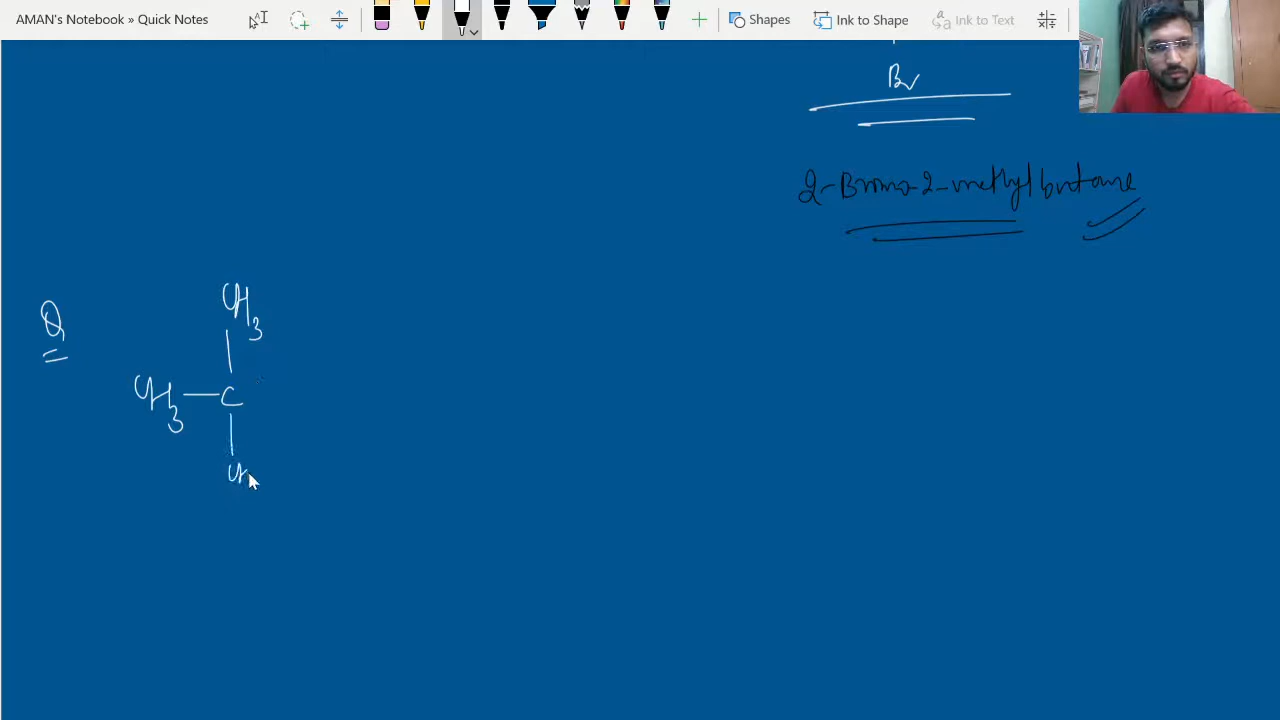 AMAN's Notebook » Quick Notes
Shapes
Ink to Shape
Ink to Text
Br
2-Bromo-2-methylbutane
Q
CH3
CH3—C
CH